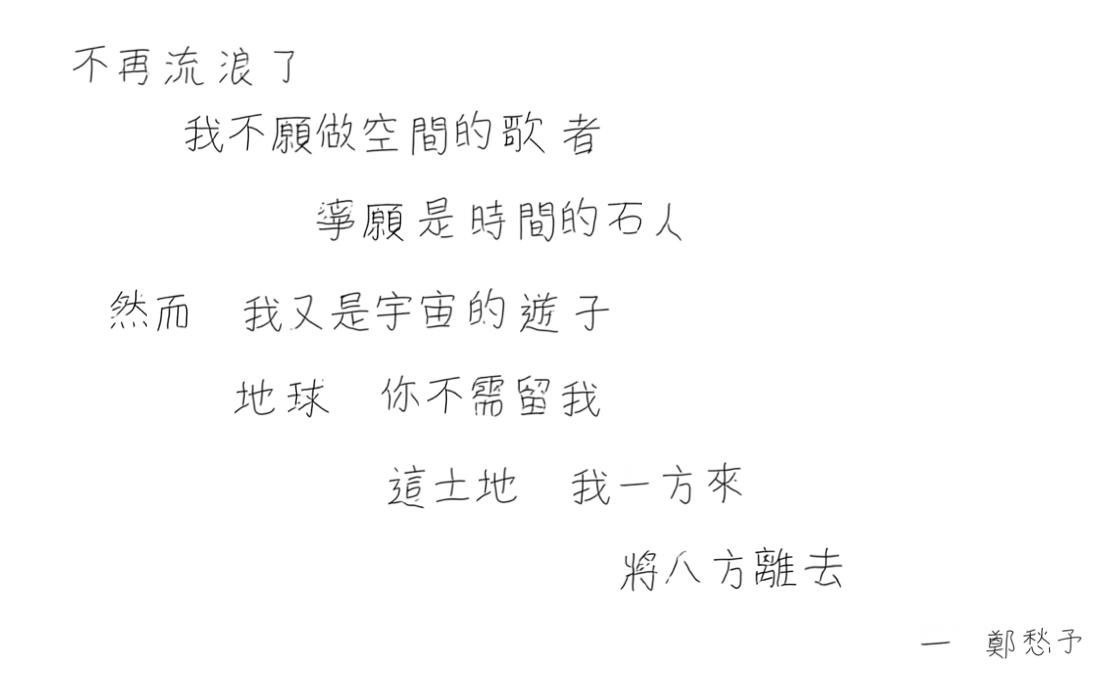 不再流浪了
我不願做空間的歌者
寧願是時間的石人
然而　我又是宇宙的遊子
地球　你不需留我
這土地　我一方來
將八方離去
一　鄭愁予